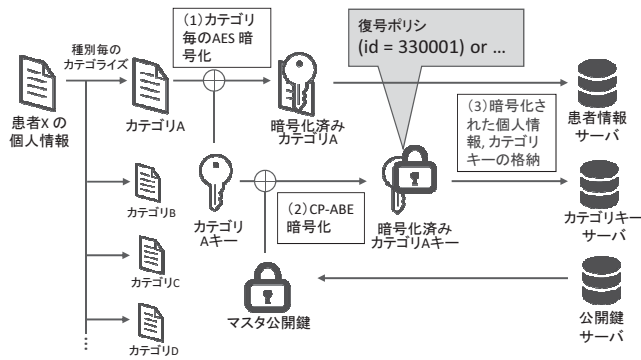 種別毎の
カテゴライズ
患者X の
個人情報
カテゴリA
(1)カテゴリ
毎のAES 暗
号化
暗号化済み
カテゴリA
復号ポリシ
(id = 330001) or ...
患者情報
サーバ
(3)暗号化さ
れた個人情
報,カテゴリ
キーの格納
カテゴリB
カテゴリ
Aキー
(2)CP-ABE
暗号化
暗号化済み
カテゴリAキー
カテゴリキー
サーバ
カテゴリC
マスタ公開鍵
公開鍵
サーバ
カテゴリD
⋮